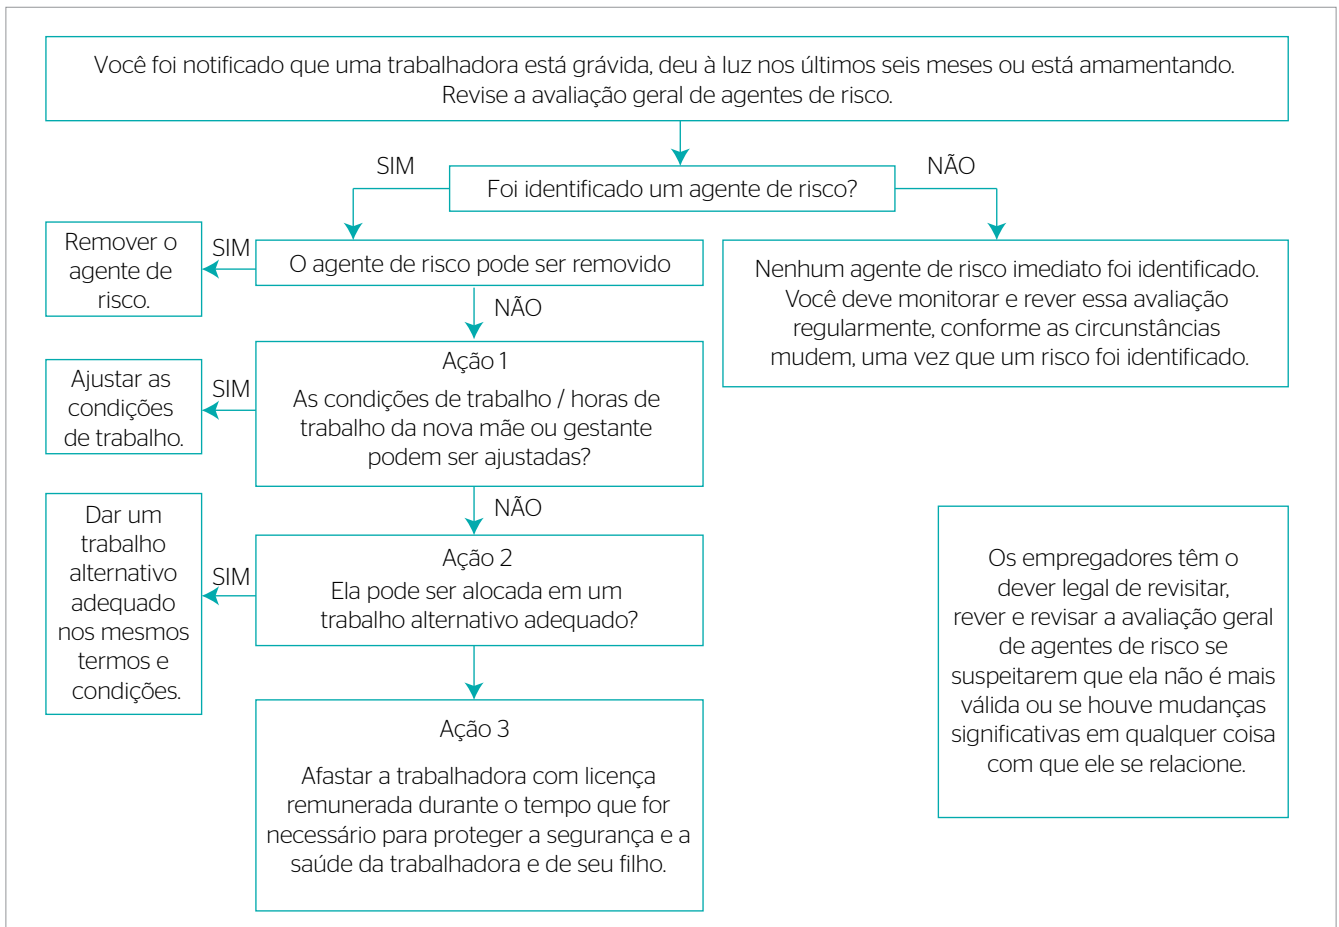 Você foi notificado que uma trabalhadora está grávida, deu à luz nos últimos seis meses ou está amamentando.
Revise a avaliação geral de agentes de risco.
SIM
NÃO
Foi identificado um agente de risco?
Remover o
agente de
risco.
SIM
O agente de risco pode ser removido
Nenhum agente de risco imediato foi identificado.
Você deve monitorar e rever essa avaliação
regularmente, conforme as circunstâncias
mudem, uma vez que um risco foi identificado.
NÃO
Ajustar as
condições
de trabalho.
SIM
Ação 1
As condições de trabalho / horas de
trabalho da nova mãe ou gestante
podem ser ajustadas?
NÃO
Dar um
trabalho
alternativo
adequado
nos mesmos
termos e
condições.
SIM
Ação 2
Ela pode ser alocada em um
trabalho alternativo adequado?
Os empregadores têm o
dever legal de revisitar,
rever e revisar a avaliação geral
de agentes de risco se
suspeitarem que ela não é mais
válida ou se houve mudanças
significativas em qualquer coisa
com que ele se relacione.
Ação 3
Afastar a trabalhadora com licença
remunerada durante o tempo que for
necessário para proteger a segurança e a
saúde da trabalhadora e de seu filho.